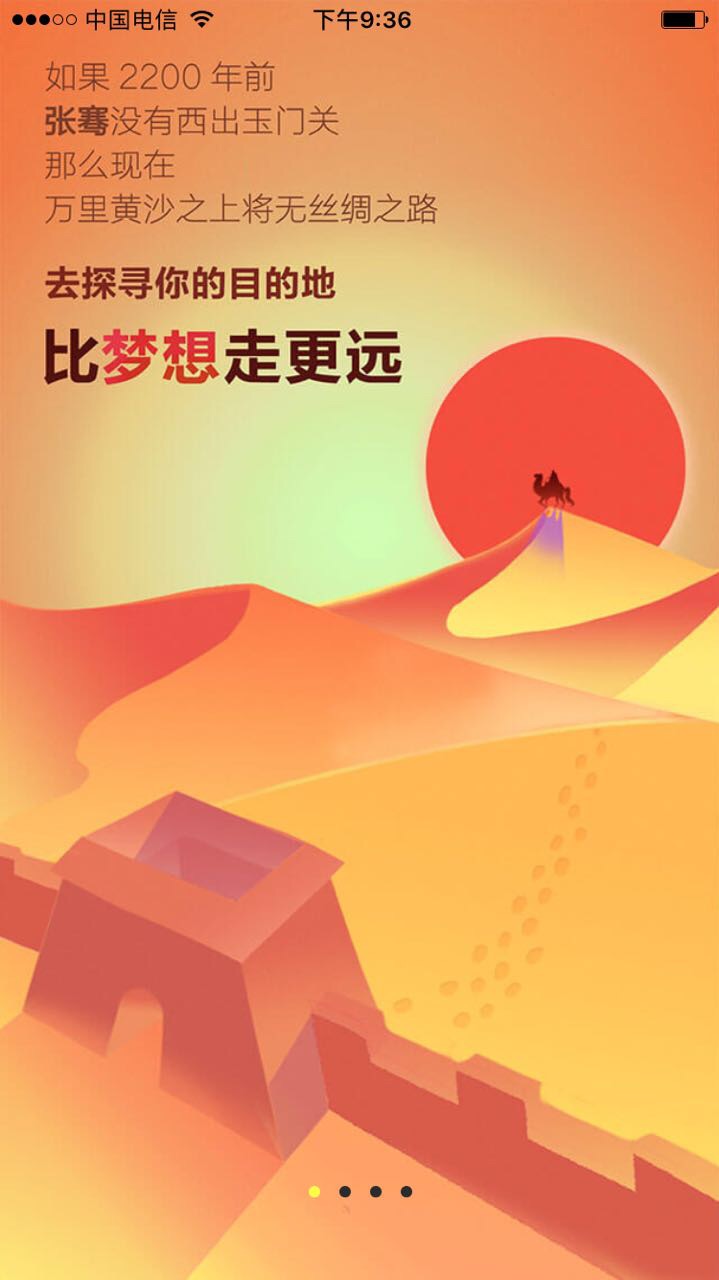 中国电信 下午9:36
如果 2200 年前
张骞没有西出玉门关
那么现在
万里黄沙之上将无丝绸之路
去探寻你的目的地
比梦想走更远